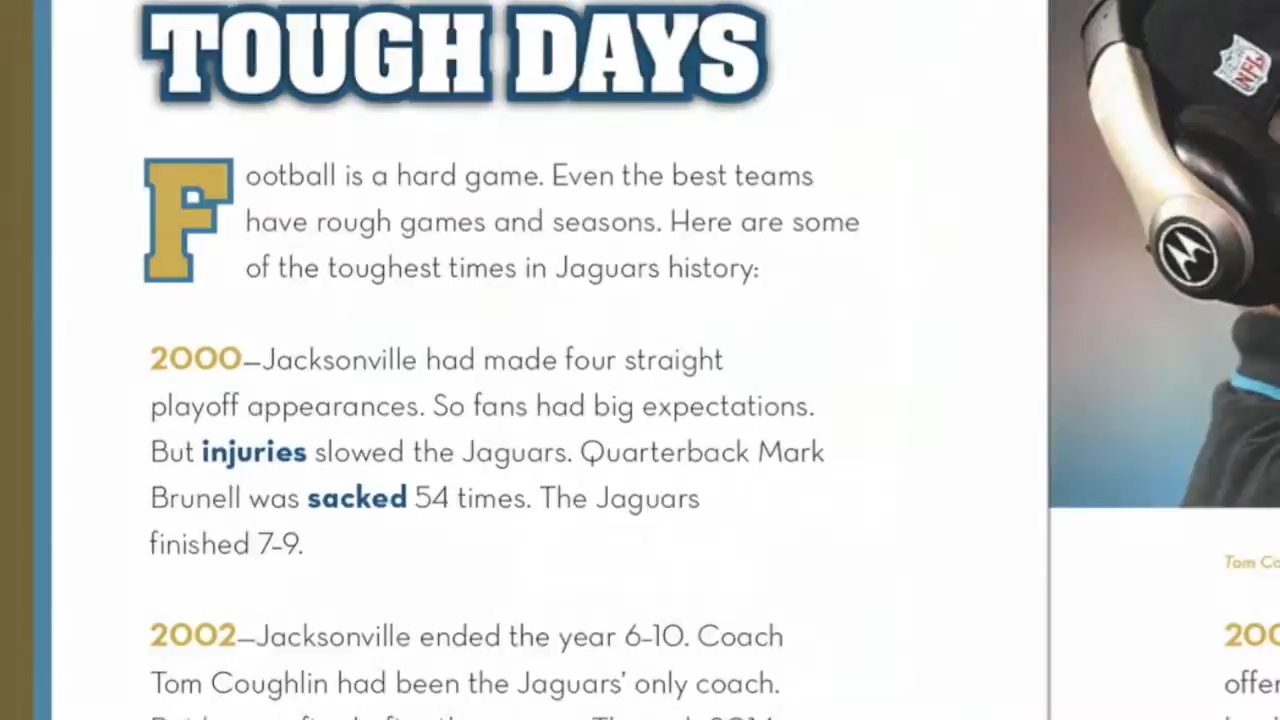 TOUGH DAYS
Football is a hard game. Even the best teams
have rough games and seasons. Here are some
of the toughest times in Jaguars history:
2000—Jacksonville had made four straight
playoff appearances. So fans had big expectations.
But injuries slowed the Jaguars. Quarterback Mark
Brunell was sacked 54 times. The Jaguars
finished 7-9.
2002—Jacksonville ended the year 6-10. Coach
Tom Coughlin had been the Jaguars' only coach.
NFL
Tom